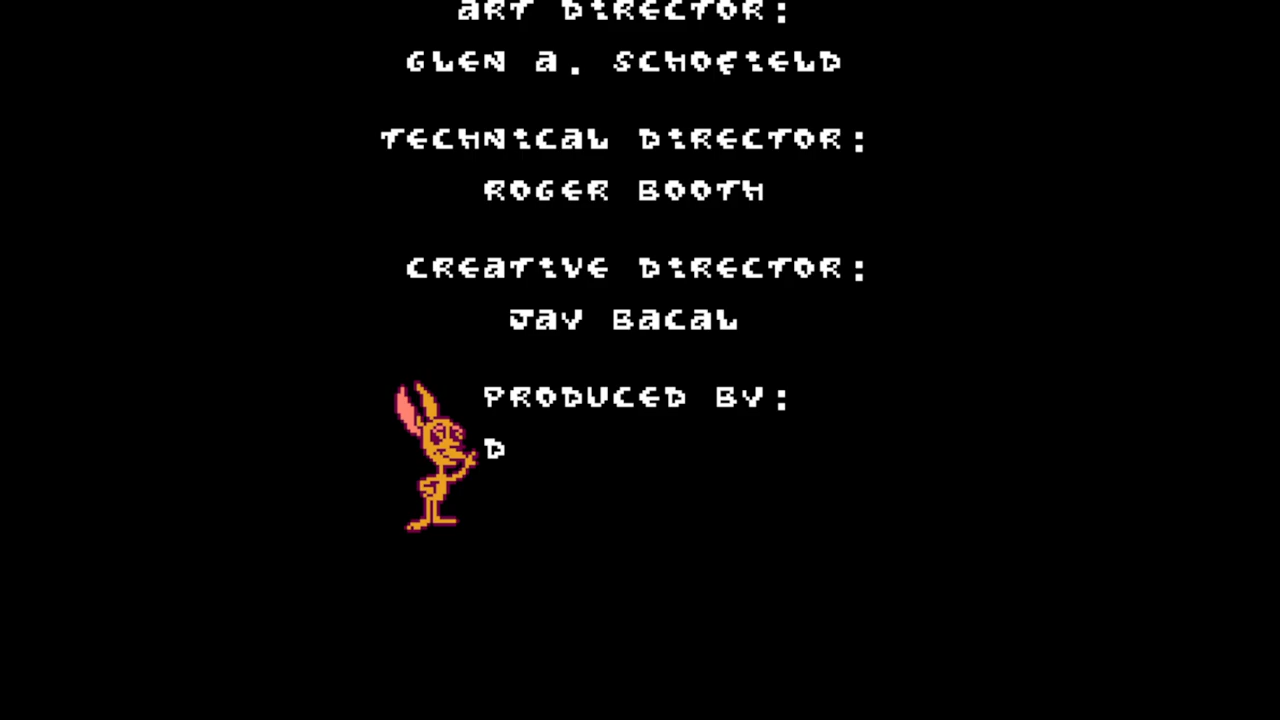 ART DIRECTOR:
GLEN A. SCHOFIELD
TECHNICAL DIRECTOR:
ROGER BOOTH
CREATIVE DIRECTOR:
JAY BACAL
PRODUCED BY:
D